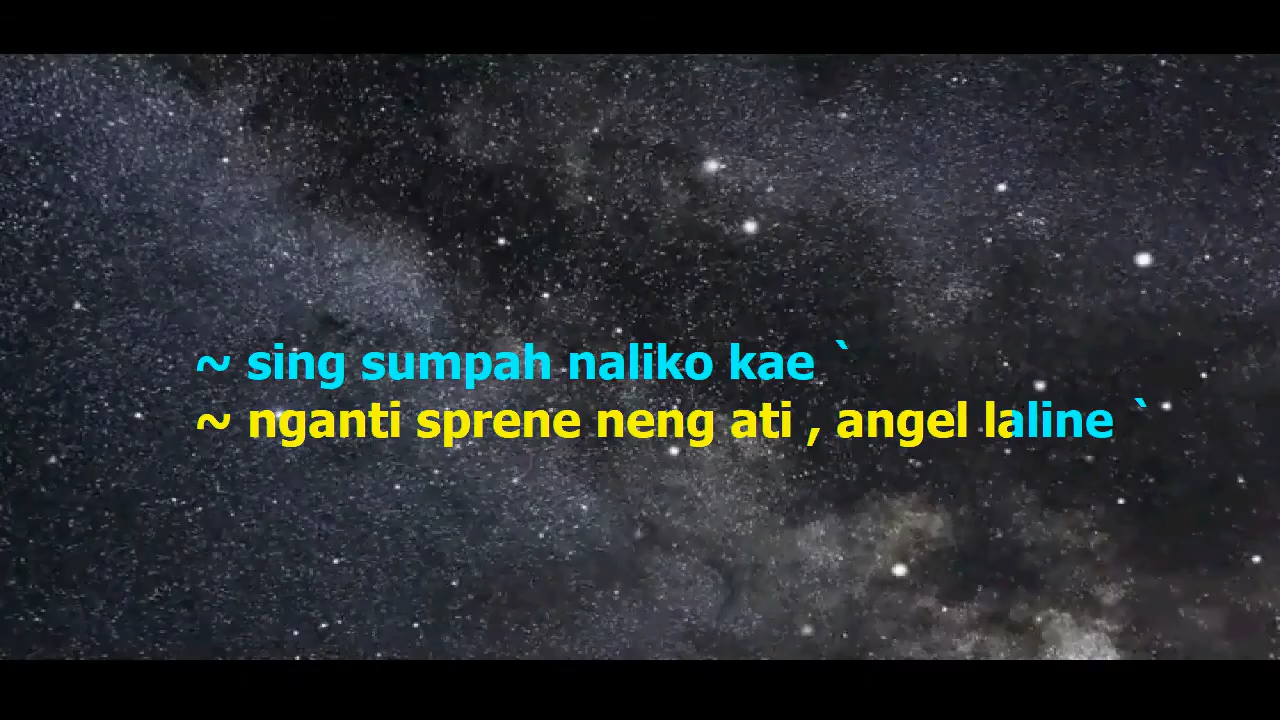 ~ sing sumpah naliko kae `
~ nganti sprene neng ati , angel laline `